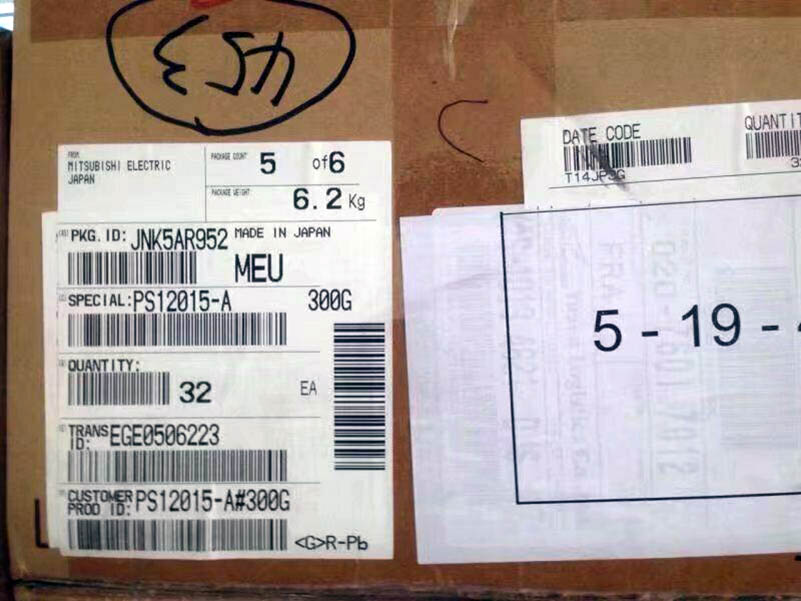 FROM
MITSUBISHI ELECTRIC
JAPAN
PACKAGE COUNT 5 of6
PACKAGE WEIGHT
6.2 Kg
PKG. ID: JNK5AR952 MADE IN JAPAN
MEU
SPECIAL:PS12015-A 300G
QUANTITY:
32 EA
TRANS
ID: EGE0506223
CUSTOMER
PROD ID: PS12015-A#300G
<G>R-Pb
DATE CODE
QUANTIT
5 - 19 -